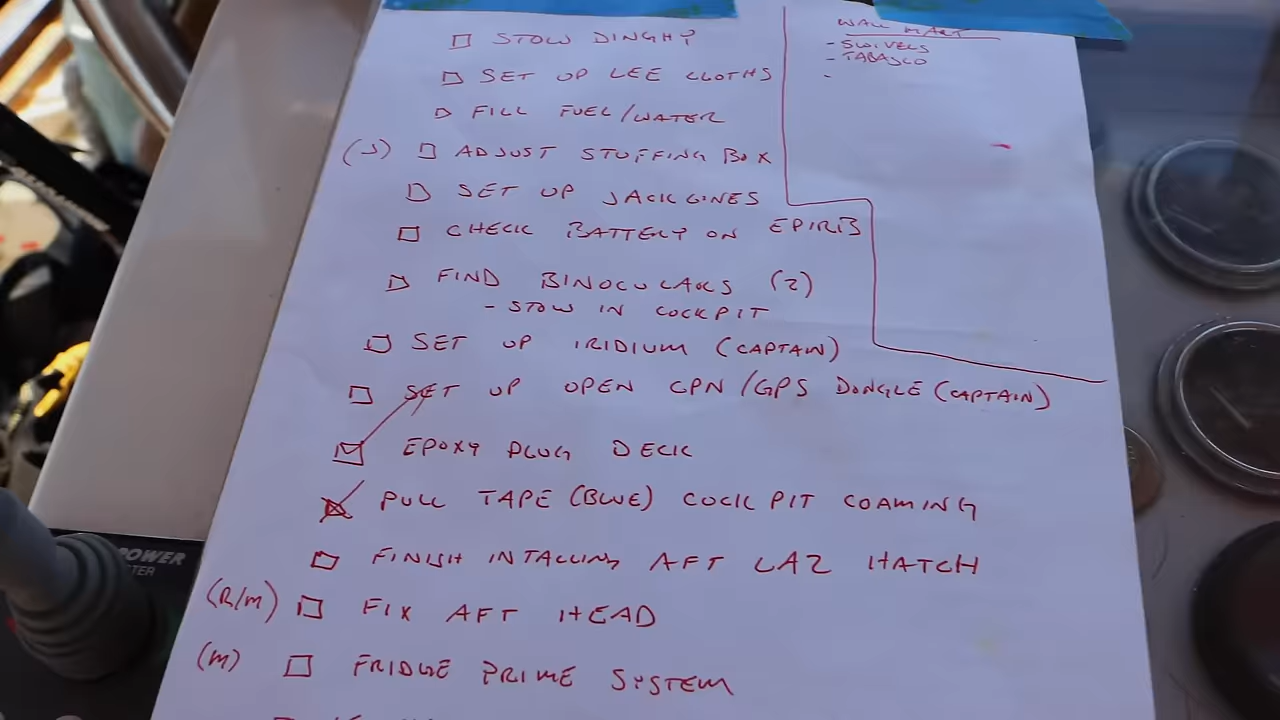 STOW DINGHY
SET UP LEE CLOTHS
FILL FUEL/WATER
(J) ADJUST STUFFING BOX
SET UP JACKLINES
CHECK BATTERY ON EPIRB
FIND BINOCULARS (2)
- STOW IN COCKPIT
SET UP IRIDIUM (CAPTAIN)
SET UP OPEN CPN/GPS DONGLE (CAPTAIN)
EPOXY PLUG DECK
PULL TAPE (BLUE) COCKPIT COAMING
FINISH INTALLING AFT LAZ HATCH
(R/M) FIX AFT HEAD
(M) FRIDGE PRIME SYSTEM
WALL MART
- SWIVELS
- TABASCO
-
POWER